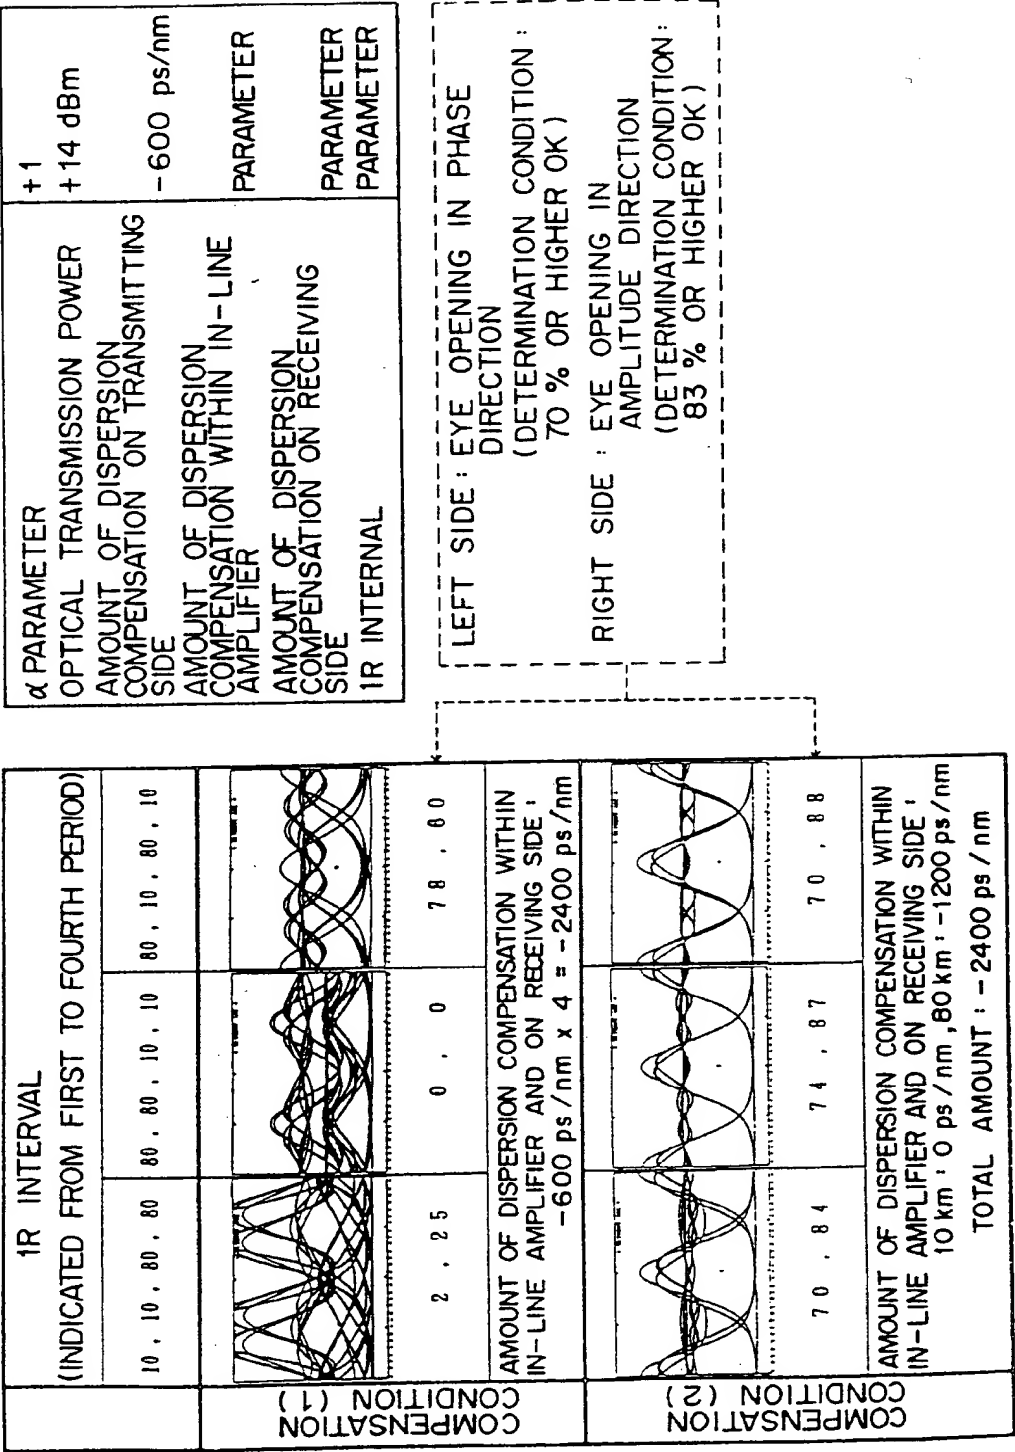 1R INTERVAL
(INDICATED FROM FIRST TO FOURTH PERIOD)
10 , 10 , 80 , 80
80 , 80 , 10 , 10
80 , 10 , 80 , 10
COMPENSATION
CONDITION (1)
2 , 25
0 , 0
78 , 80
AMOUNT OF DISPERSION COMPENSATION WITHIN
IN-LINE AMPLIFIER AND ON RECEIVING SIDE :
-600 ps/nm x 4 = -2400 ps/nm
COMPENSATION
CONDITION (2)
70 , 84
74 , 87
70 , 88
AMOUNT OF DISPERSION COMPENSATION WITHIN
IN-LINE AMPLIFIER AND ON RECEIVING SIDE :
10 km : 0 ps/nm , 80 km : -1200 ps/nm
TOTAL AMOUNT : -2400 ps/nm
α PARAMETER +1
OPTICAL TRANSMISSION POWER +14 dBm
AMOUNT OF DISPERSION
COMPENSATION ON TRANSMITTING
SIDE -600 ps/nm
AMOUNT OF DISPERSION
COMPENSATION WITHIN IN-LINE
AMPLIFIER PARAMETER
AMOUNT OF DISPERSION
COMPENSATION ON RECEIVING
SIDE PARAMETER
1R INTERNAL PARAMETER
LEFT SIDE : EYE OPENING IN PHASE
DIRECTION
(DETERMINATION CONDITION :
70 % OR HIGHER OK )
RIGHT SIDE : EYE OPENING IN
AMPLITUDE DIRECTION
(DETERMINATION CONDITION :
83 % OR HIGHER OK )